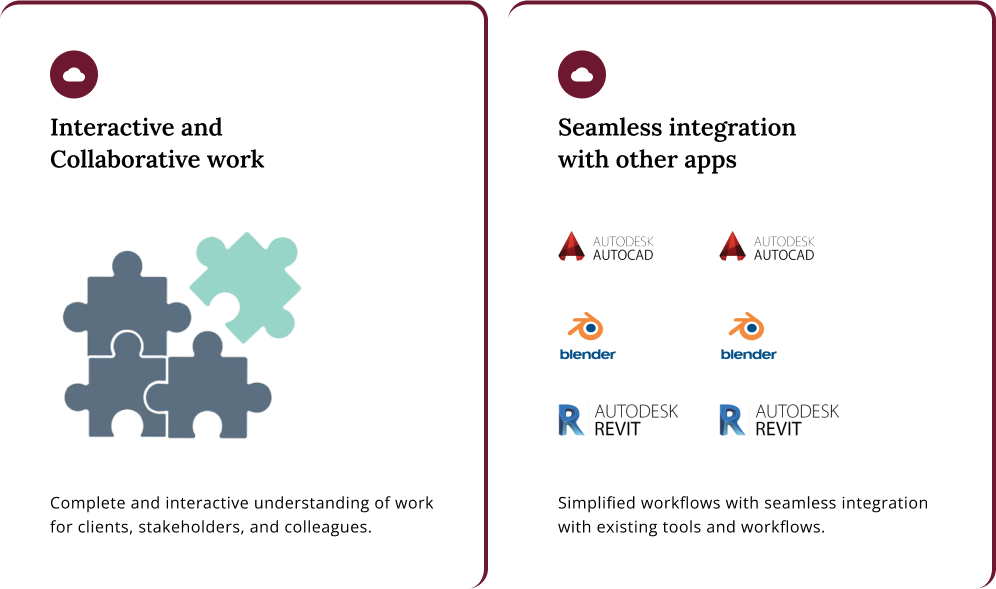 Interactive and
Collaborative work
Complete and interactive understanding of work
for clients, stakeholders, and colleagues.
Seamless integration
with other apps
AUTODESK
AUTOCAD
AUTODESK
AUTOCAD
blender
blender
AUTODESK
REVIT
AUTODESK
REVIT
Simplified workflows with seamless integration
with existing tools and workflows.